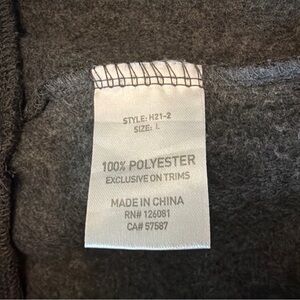 STYLE: H21-2
SIZE: L
100% POLYESTER
EXCLUSIVE ON TRIMS
MADE IN CHINA
RN# 126081
CA# 57587